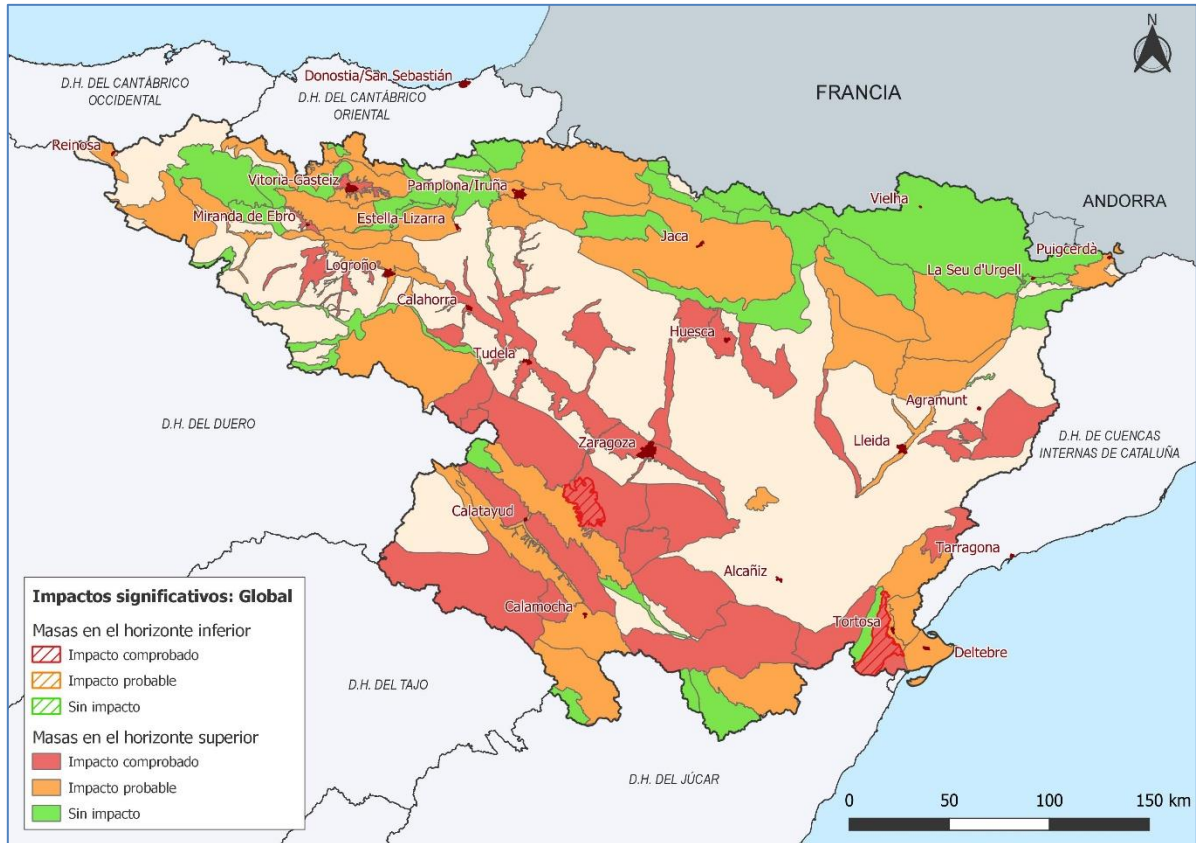 N
Donostia/San Sebastián
D.H. DEL CANTÁBRICO
OCCIDENTAL
D.H. DEL CANTÁBRICO
ORIENTAL
FRANCIA
Reinosa
Vitoria-Gasteiz
Pamplona/Iruña
Vielha
ANDORRA
Miranda de Ebro
Estella-Lizarra
Jaca
Puigcerdà
La Seu d'Urgell
Logroño
Calahorra
Huesca
Tudela
Agramunt
D.H. DEL DUERO
Zaragoza
Lleida
D.H. DE CUENCAS
INTERNAS DE CATALUÑA
Calatayud
Tarragona
Alcañiz
Calamocha
Tortosa
Deltebre
D.H. DEL TAJO
D.H. DEL JÚCAR
Impactos significativos: Global
Masas en el horizonte inferior
Impacto comprobado
Impacto probable
Sin impacto
Masas en el horizonte superior
Impacto comprobado
Impacto probable
Sin impacto
0 50 100 150 km